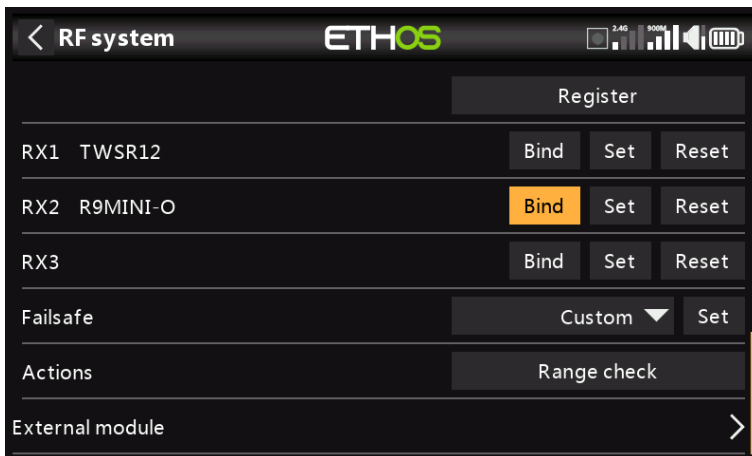 RF system ETHOS 2.4G 900M
Register
RX1 TWSR12 Bind Set Reset
RX2 R9MINI-O Bind Set Reset
RX3 Bind Set Reset
Failsafe Custom Set
Actions Range check
External module